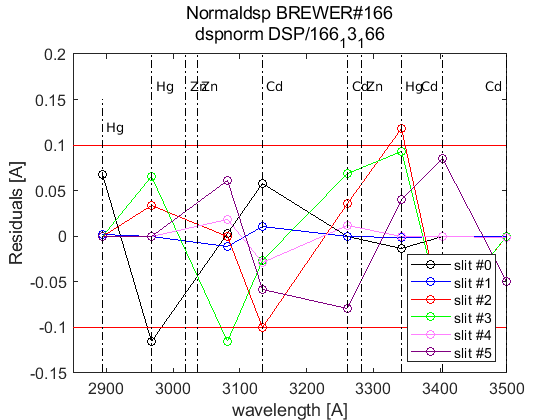 Normaldsp BREWER#166
dspnorm DSP/166₁3₁66
0.2
0.15
0.1
0.05
0
-0.05
-0.1
-0.15
Residuals [A]
Hg
Hg
Zn
Zn
Cd
Cd
Zn
Hg
Cd
Cd
slit #0
slit #1
slit #2
slit #3
slit #4
slit #5
2900
3000
3100
3200
3300
3400
3500
wavelength [A]